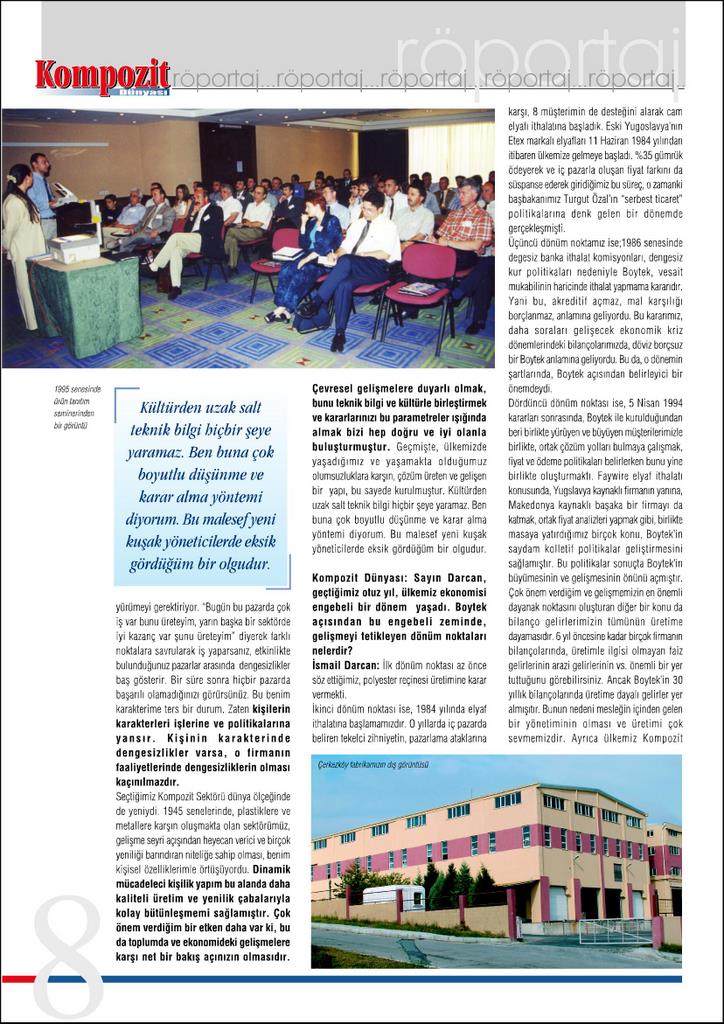 röportaj
Kompozit
Dünyası
röportaj...röportaj...röportaj...röportaj...röportaj...
1995 senesinde
ürün tanıtım
seminerinden
bir görüntü
Kültürden uzak salt
teknik bilgi hiçbir şeye
yaramaz. Ben buna çok
boyutlu düşünme ve
karar alma yöntemi
diyorum. Bu malesef yeni
kuşak yöneticilerde eksik
gördüğüm bir olgudur.
yürümeyi gerektiriyor. "Bugün bu pazarda çok
iş var bunu üreteyim, yarın başka bir sektörde
iyi kazanç var şunu üreteyim" diyerek farklı
noktalara savrularak iş yaparsanız, etkinlikte
bulunduğunuz pazarlar arasında dengesizlikler
baş gösterir. Bir süre sonra hiçbir pazarda
başarılı olamadığınızı görürsünüz. Bu benim
karakterime ters bir durum. Zaten kişilerin
karakterleri işlerine ve politikalarına
yansır. Kişinin karakterinde
dengesizlikler varsa, o firmanın
faaliyetlerinde dengesizliklerin olması
kaçınılmazdır.
Seçtiğimiz Kompozit Sektörü dünya ölçeğinde
de yeniydi. 1945 senelerinde, plastiklere ve
metallere karşın oluşmakta olan sektörümüz,
gelişme seyri açışından heyecan verici ve birçok
yeniliği barındıran niteliğe sahip olması, benim
kişisel özelliklerimle örtüşüyordu. Dinamik
mücadeleci kişilik yapım bu alanda daha
kaliteli üretim ve yenilik çabalarıyla
kolay bütünleşmemi sağlamıştır. Çok
önem verdiğim bir etken daha var ki, bu
da toplumda ve ekonomideki gelişmelere
karşı net bir bakış açınızın olmasıdır.
Çevresel gelişmelere duyarlı olmak,
bunu teknik bilgi ve kültürle birleştirmek
ve kararlarınızı bu parametreler ışığında
almak bizi hep doğru ve iyi olanla
buluşturmuştur. Geçmişte, ülkemizde
yaşadığımız ve yaşamakta olduğumuz
olumsuzluklara karşın, çözüm üreten ve gelişen
bir yapı, bu sayede kurulmuştur. Kültürden
uzak salt teknik bilgi hiçbir şeye yaramaz. Ben
buna çok boyutlu düşünme ve karar alma
yöntemi diyorum. Bu malesef yeni kuşak
yöneticilerde eksik gördüğüm bir olgudur.
Kompozit Dünyası: Sayın Darcan,
geçtiğimiz otuz yıl, ülkemiz ekonomisi
engebeli bir dönem yaşadı. Boytek
açısından bu engebeli zeminde,
gelişmeyi tetikleyen dönüm noktaları
nelerdir?
İsmail Darcan: İlk dönüm noktası az önce
söz ettiğimiz, polyester reçinesi üretimine karar
vermekti.
İkinci dönüm noktası ise, 1984 yılında elyaf
ithalatına başlamamızdır. O yıllarda iç pazarda
beliren tekelci zihniyetin, pazarlama ataklarına
karşı, 8 müşterimin de desteğini alarak cam
elyafı ithalatına başladık. Eski Yugoslavya'nın
Etex markalı elyafları 11 Haziran 1984 yılından
itibaren ülkemize gelmeye başladı. %35 gümrük
ödeyerek ve iç pazarla oluşan fiyat farkını da
süspanse ederek giridiğimiz bu süreç, o zamanki
başbakanımız Turgut Özal'ın "serbest ticaret"
politikalarına denk gelen bir dönemde
gerçekleşmişti.
Üçüncü dönüm noktamız ise;1986 senesinde
degesiz banka ithalat komisyonları, dengesiz
kur politikaları nedeniyle Boytek, vesait
mukabilinin haricinde ithalat yapmama kararıdır.
Yani bu, akreditif açmaz, mal karşılığı
borçlanmaz, anlamına geliyordu. Bu kararımız,
daha soraları gelişecek ekonomik kriz
dönemlerindeki bilançolarımızda, döviz borçsuz
bir Boytek anlamına geliyordu. Bu da, o dönemin
şartlarında, Boytek açısından belirleyici bir
önemdeydi.
Dördüncü dönüm noktası ise, 5 Nisan 1994
kararları sonrasında, Boytek ile kurulduğundan
beri birlikte yürüyen ve büyüyen müşterilerimizle
birlikte, ortak çözüm yolları bulmaya çalışmak,
fiyat ve ödeme politikaları belirlerken bunu yine
birlikte oluşturmaktı. Faywire elyaf ithalatı
konusunda, Yugslavya kaynaklı firmanın yanına,
Makedonya kaynaklı başaka bir firmayı da
katmak, ortak fiyat analizleri yapmak gibi, birlikte
masaya yatırdığımız birçok konu, Boytek'in
saydam kolletif politakalar geliştirmesini
sağlamıştır. Bu politikalar sonuçta Boytek'in
büyümesinin ve gelişmesinin önünü açmıştır.
Çok önem verdiğim ve gelişmemizin en önemli
dayanak noktasını oluşturan diğer bir konu da
bilanço gelirlerimizin tümünün üretime
dayamasıdır. 6 yıl öncesine kadar birçok firmanın
bilançolarında, üretimle ilgisi olmayan faiz
gelirlerinin arazi gelirlerinin vs. önemli bir yer
tuttuğunu görebilirsiniz. Ancak Boytek'in 30
yıllık bilançolarında üretime dayalı gelirler yer
almıştır. Bunun nedeni mesleğin içinden gelen
bir yönetiminin olması ve üretimi çok
sevmemizdir. Ayrıca ülkemiz Kompozit
Çerkezköy fabrikamızın dış görüntüsü
8